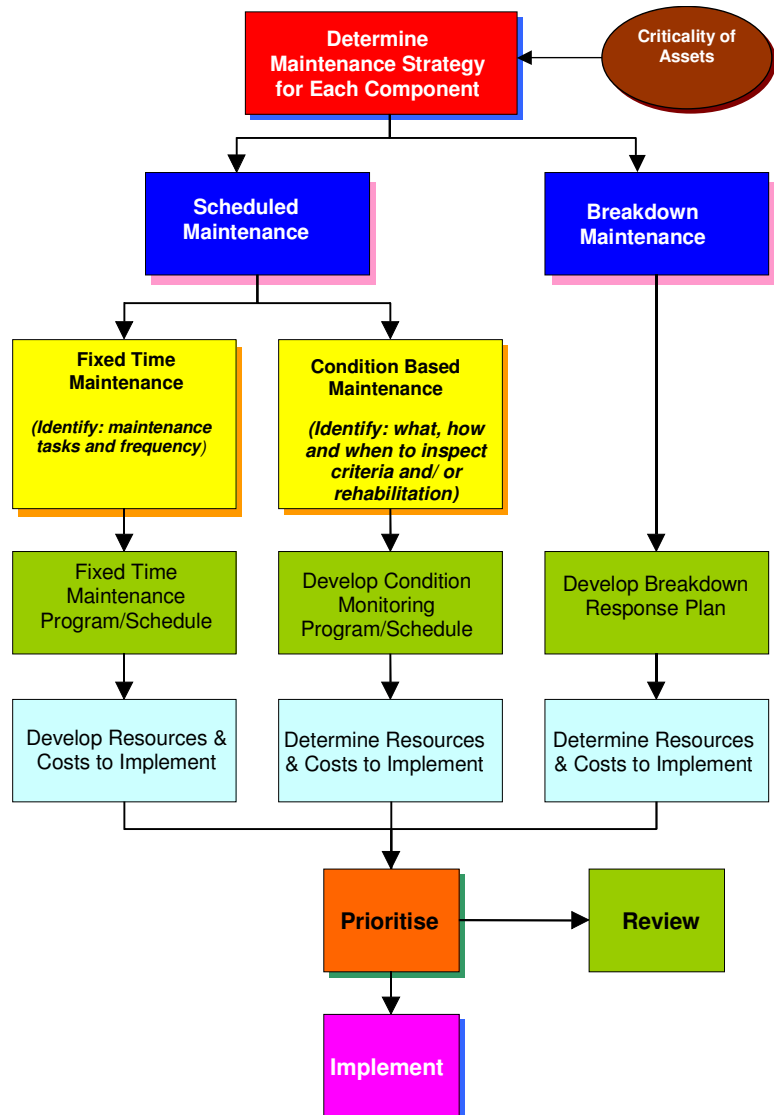 Determine
Maintenance Strategy
for Each Component
Criticality of
Assets
Scheduled
Maintenance
Breakdown
Maintenance
Fixed Time
Maintenance
(Identify: maintenance
tasks and frequency)
Condition Based
Maintenance
(Identify: what, how
and when to inspect
criteria and/ or
rehabilitation)
Fixed Time
Maintenance
Program/Schedule
Develop Condition
Monitoring
Program/Schedule
Develop Breakdown
Response Plan
Develop Resources &
Costs to Implement
Determine Resources
& Costs to Implement
Determine Resources
& Costs to Implement
Prioritise
Review
Implement